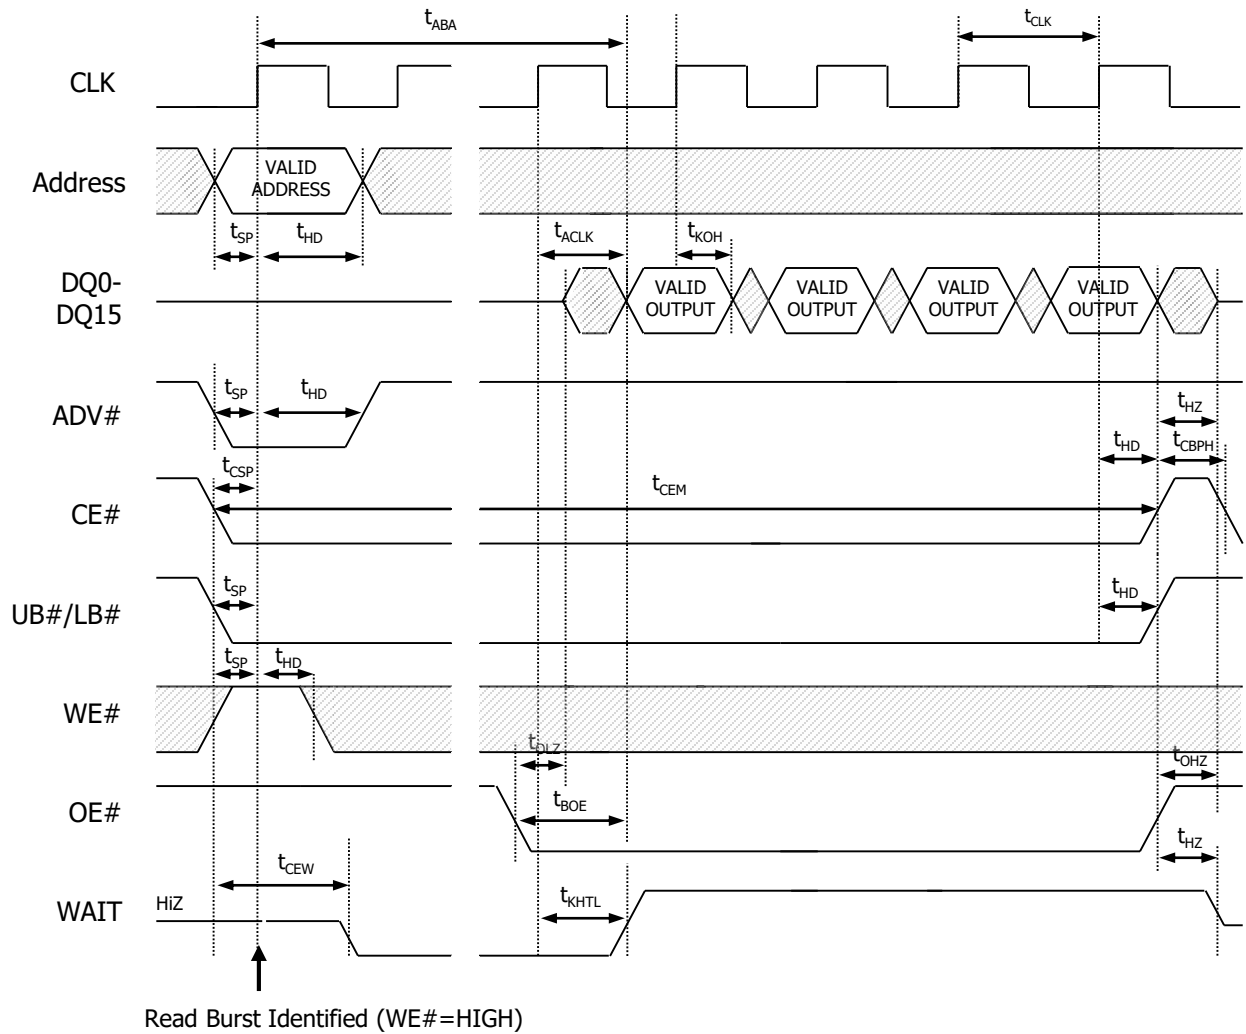 tABA
tCLK
CLK
Address
VALID
ADDRESS
tSP
tHD
tACLK
tKOH
DQ0-
DQ15
VALID
OUTPUT
VALID
OUTPUT
VALID
OUTPUT
VALID
OUTPUT
ADV#
tSP
tHD
tHZ
tHD
tCBPH
tCSP
CE#
tCEM
UB#/LB#
tSP
tHD
tSP
tHD
WE#
tOLZ
tOHZ
OE#
tBOE
tHZ
tCEW
WAIT
HiZ
tKHTL
Read Burst Identified (WE#=HIGH)